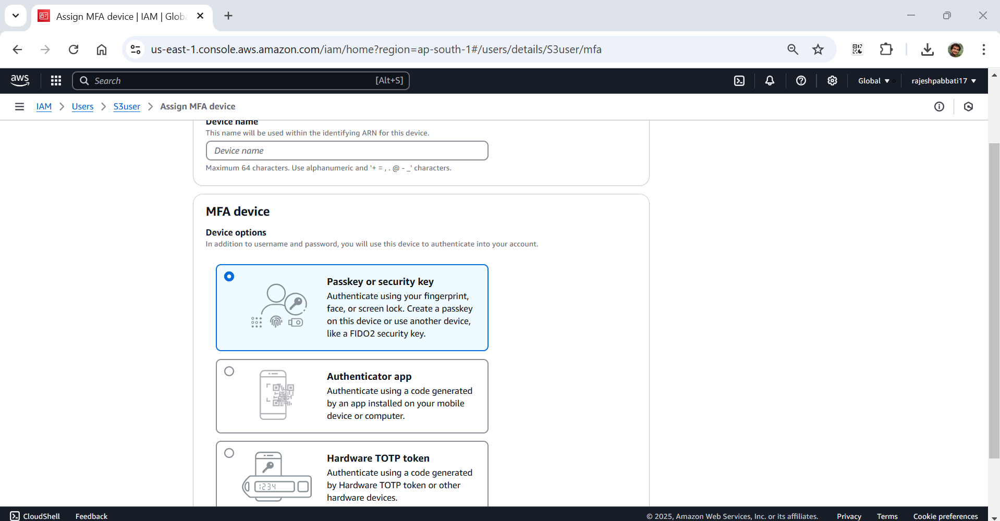 Assign MFA device | IAM | Glob
us-east-1.console.aws.amazon.com/iam/home?region=ap-south-1#/users/details/S3user/mfa
aws
Search [Alt+S]
Global
rajeshpabbati17
IAM > Users > S3user > Assign MFA device
Device name
This name will be used within the identifying ARN for this device.
Device name
Maximum 64 characters. Use alphanumeric and '+ = , . @ - _' characters.
MFA device
Device options
In addition to username and password, you will use this device to authenticate into your account.
Passkey or security key
Authenticate using your fingerprint,
face, or screen lock. Create a passkey
on this device or use another device,
like a FIDO2 security key.
Authenticator app
Authenticate using a code generated
by an app installed on your mobile
device or computer.
1234
Hardware TOTP token
Authenticate using a code generated
by Hardware TOTP token or other
hardware devices.
CloudShell Feedback © 2025, Amazon Web Services, Inc. or its affiliates. Privacy Terms Cookie preferences